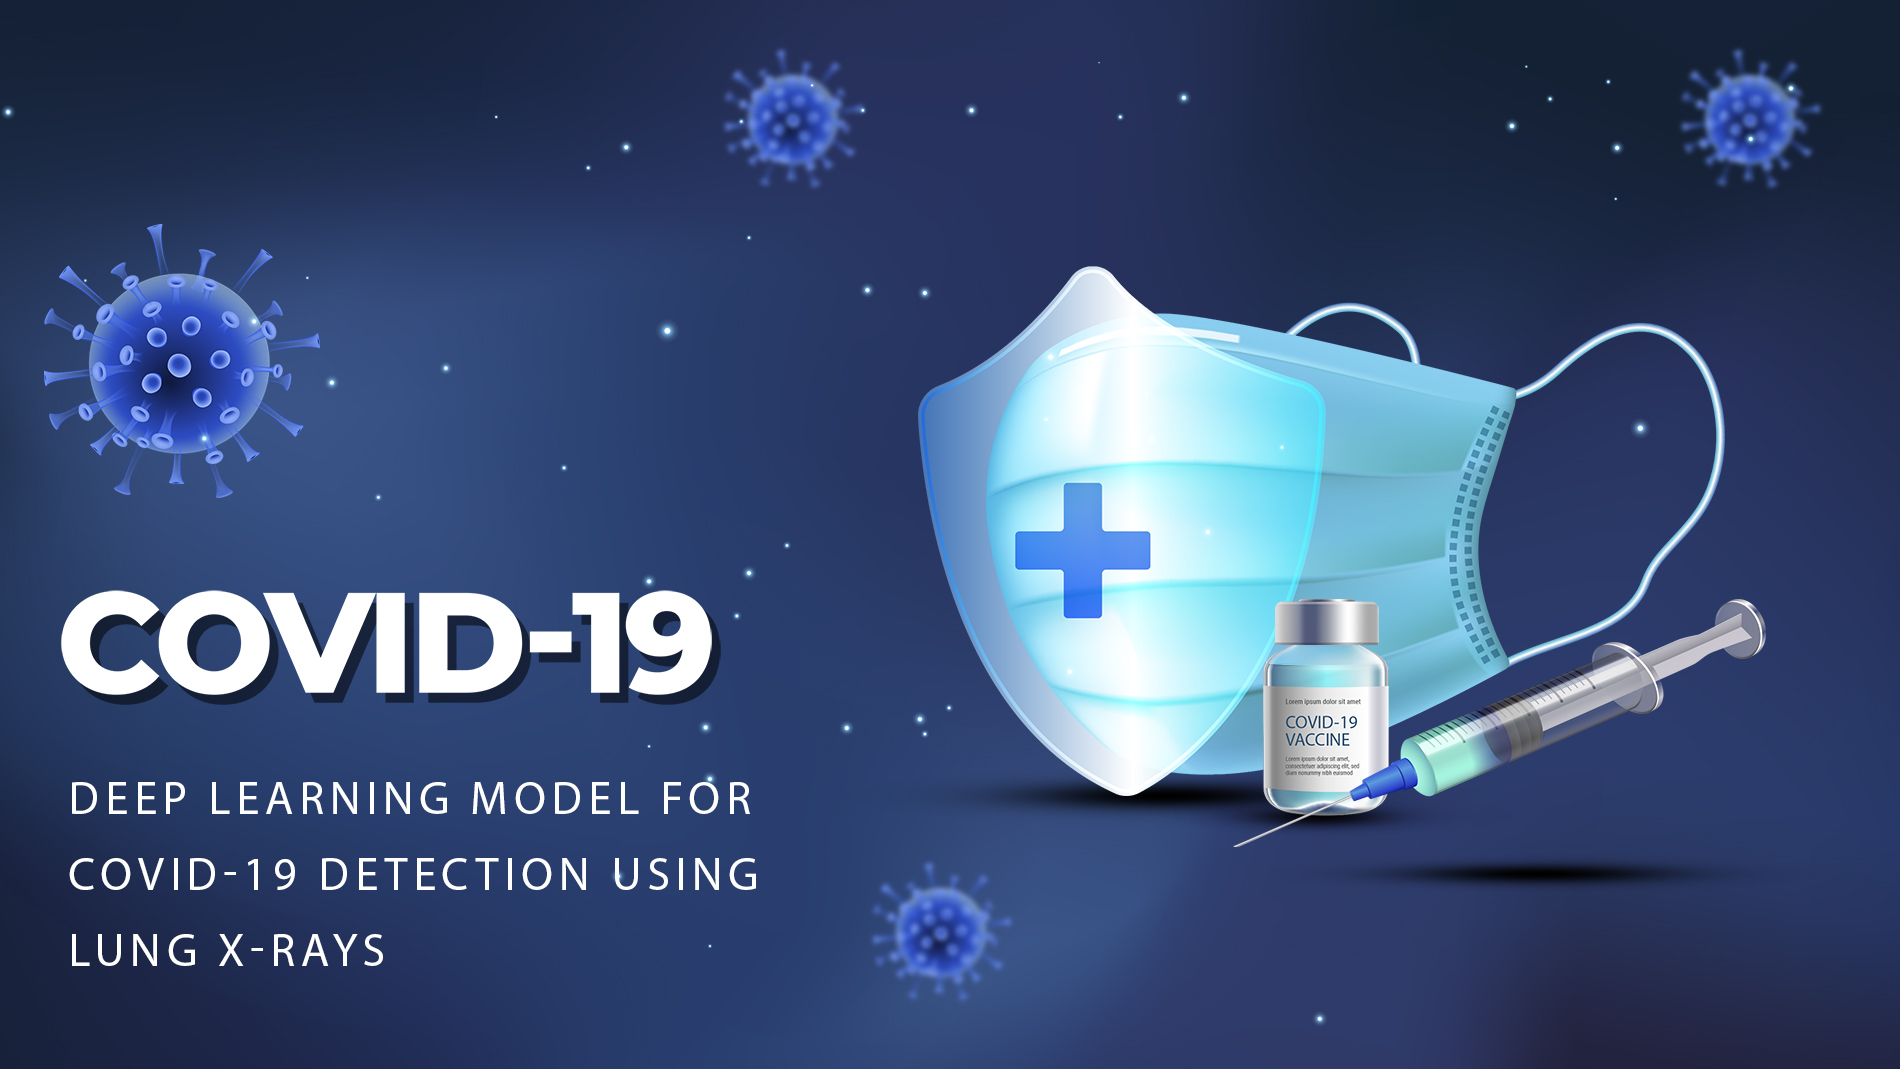 COVID-19
DEEP LEARNING MODEL FOR
COVID-19 DETECTION USING
LUNG X-RAYS
Lorem ipsum dolor sit amet
COVID-19
VACCINE
Lorem ipsum dolor sit amet,
consectetuer adipiscing elit, sed
diam nonummy nibh euismod